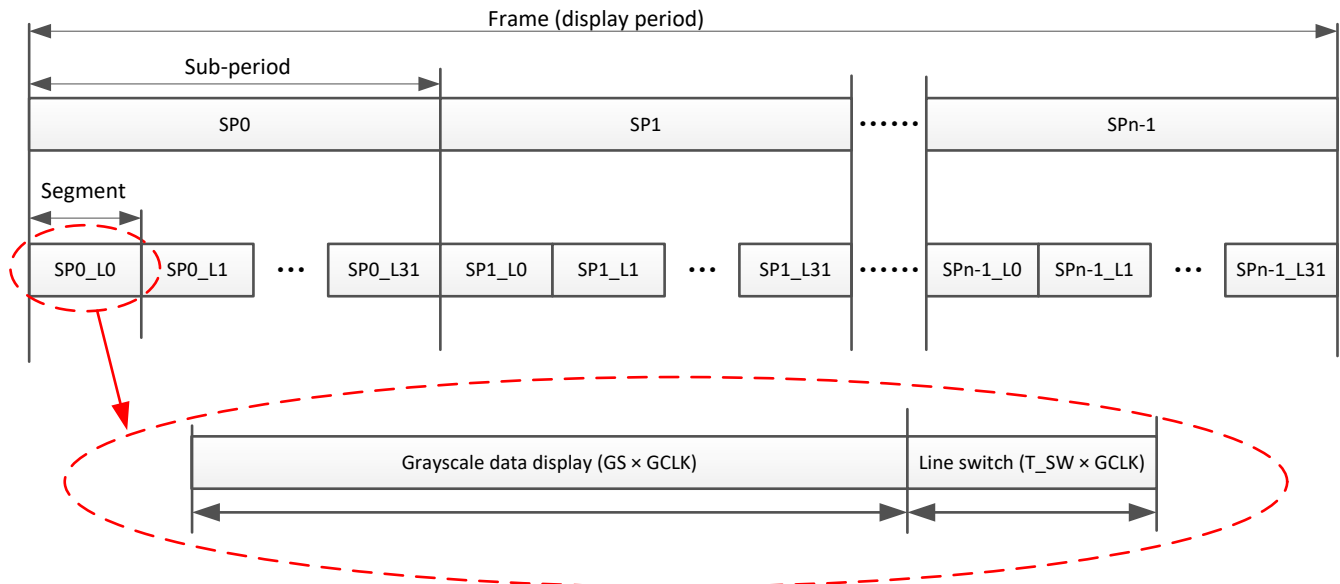 Frame (display period)
Sub-period
SP0 SP1 ...... SPn-1
Segment
SP0_L0 SP0_L1 ... SP0_L31 SP1_L0 SP1_L1 ... SP1_L31 ...... SPn-1_L0 SPn-1_L1 ... SPn-1_L31
Grayscale data display (GS × GCLK) Line switch (T_SW × GCLK)